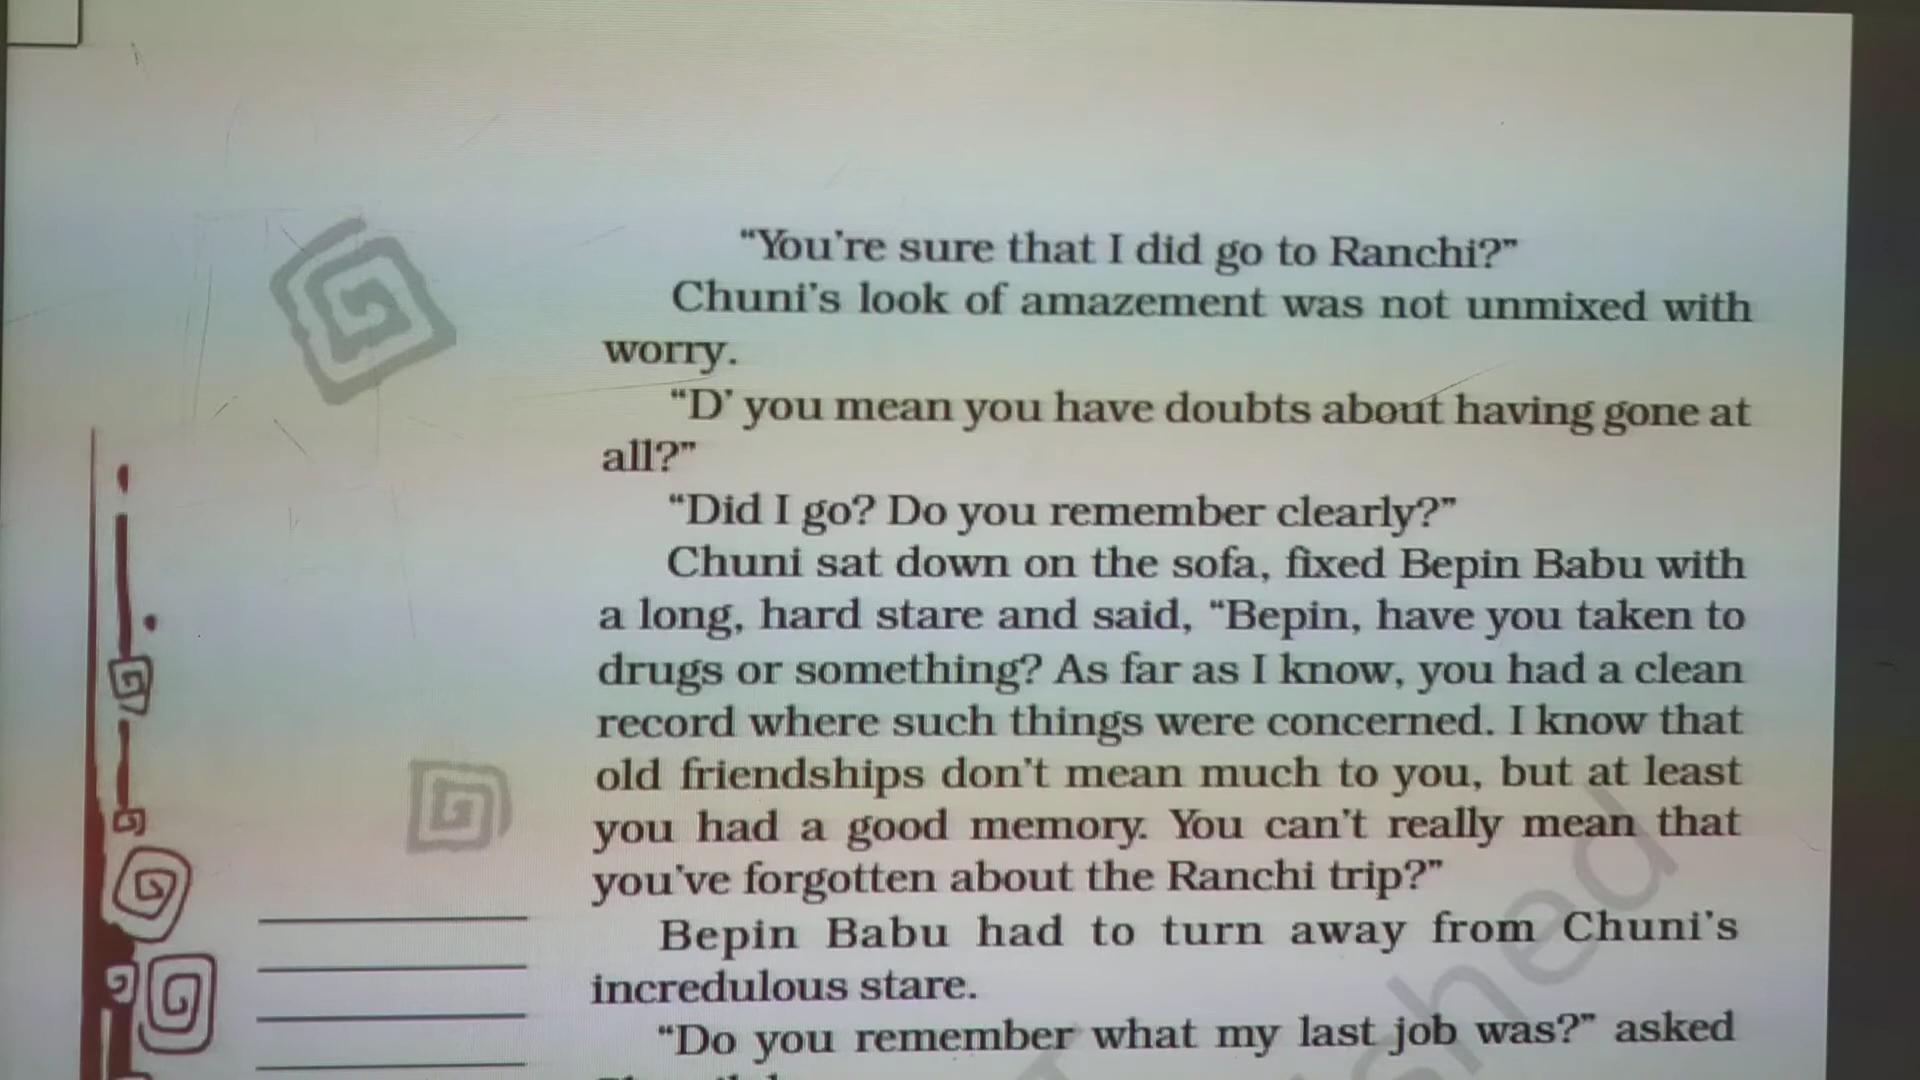 “You’re sure that I did go to Ranchi?”
Chuni’s look of amazement was not unmixed with
worry.
“D’ you mean you have doubts about having gone at
all?”
“Did I go? Do you remember clearly?”
Chuni sat down on the sofa, fixed Bepin Babu with
a long, hard stare and said, “Bepin, have you taken to
drugs or something? As far as I know, you had a clean
record where such things were concerned. I know that
old friendships don’t mean much to you, but at least
you had a good memory. You can’t really mean that
you’ve forgotten about the Ranchi trip?”
Bepin Babu had to turn away from Chuni’s
incredulous stare.
“Do you remember what my last job was?” asked